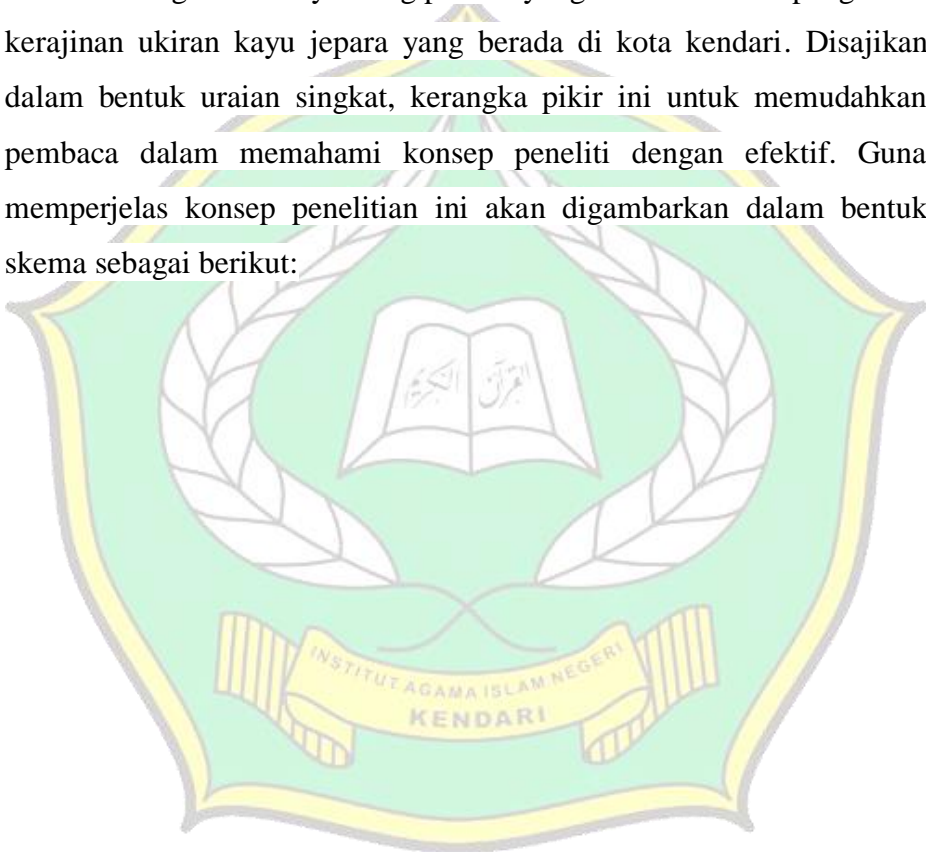 kerajinan ukiran kayu jepara yang berada di kota kendari. Disajikan
dalam bentuk uraian singkat, kerangka pikir ini untuk memudahkan
pembaca dalam memahami konsep peneliti dengan efektif. Guna
memperjelas konsep penelitian ini akan digambarkan dalam bentuk
skema sebagai berikut:
القرآن الكريم
INSTITUT AGAMA ISLAM NEGERI
KENDARI